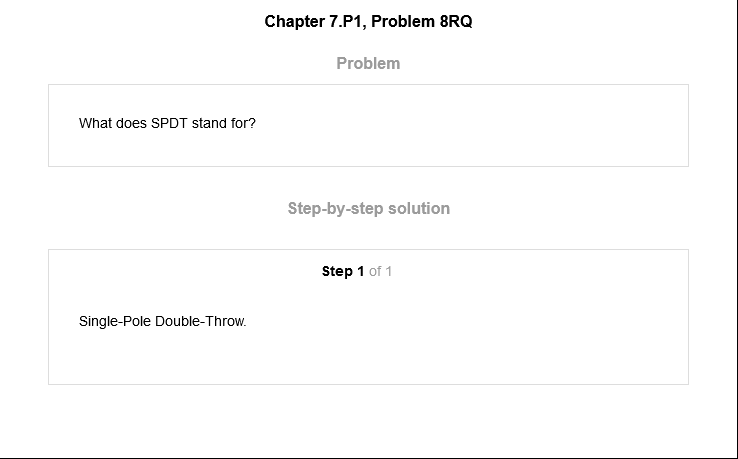 Chapter 7.P1, Problem 8RQ
Problem
What does SPDT stand for?
Step-by-step solution
Step 1 of 1
Single-Pole Double-Throw.